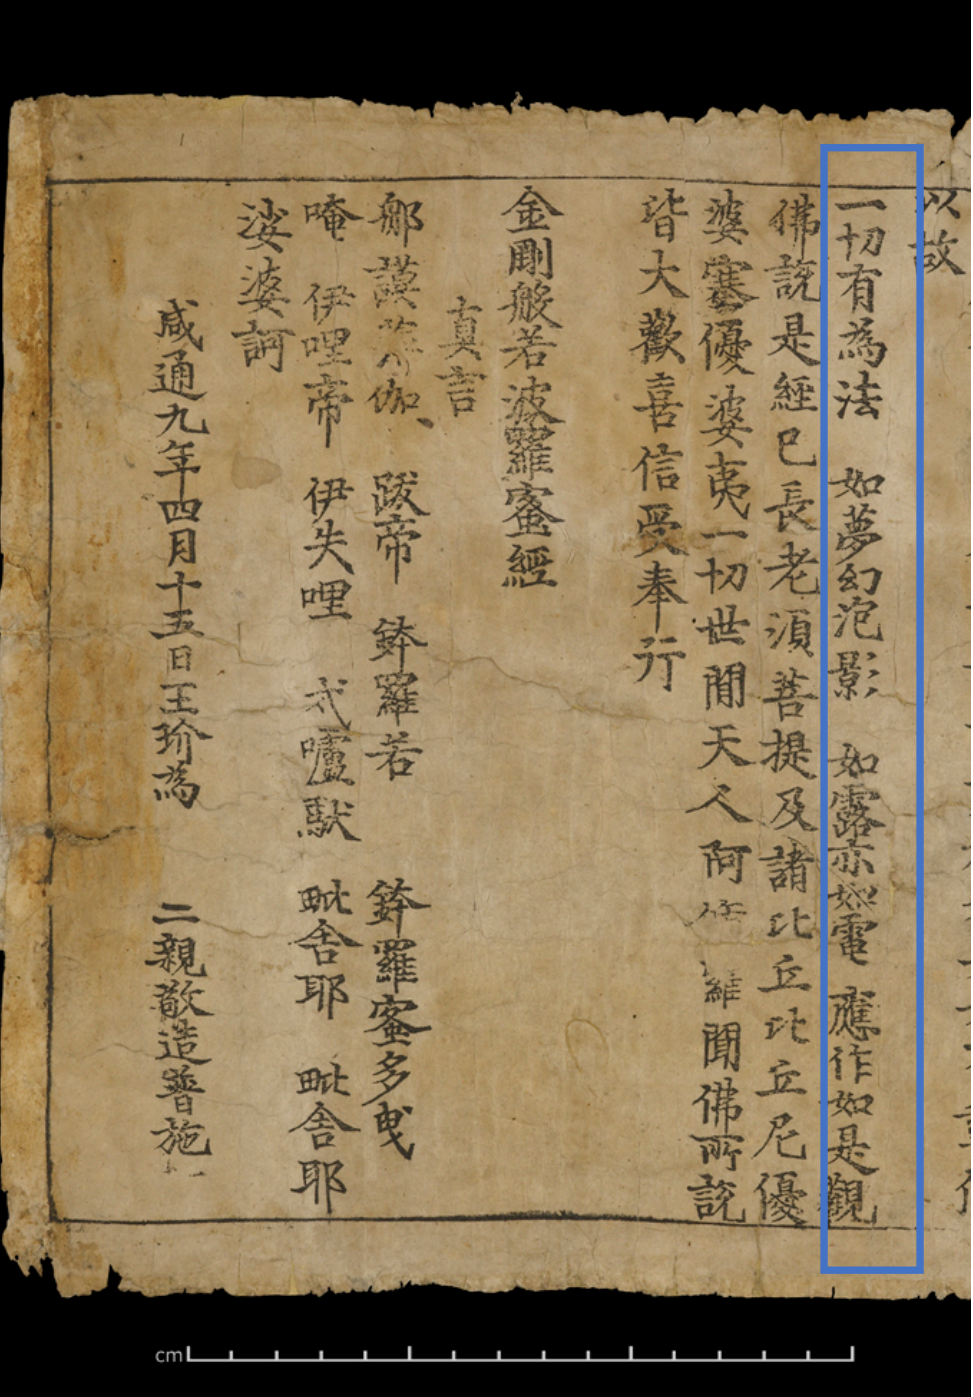 以故
一切有為法 如夢幻泡影 如露亦如電 應作如是觀
佛說是經已長老須菩提及諸比丘比丘尼優
婆塞優婆夷一切世間天人阿修羅聞佛所說
皆大歡喜信受奉行
金剛般若波羅蜜經
真言
那謨薄伽 跋帝 鉢羅若 鉢羅蜜多曳
唵 伊哩帝 伊失哩 式嚧馱 毗舍耶 毗舍耶
娑婆訶
咸通九年四月十五日王玠為 二親敬造普施
cm